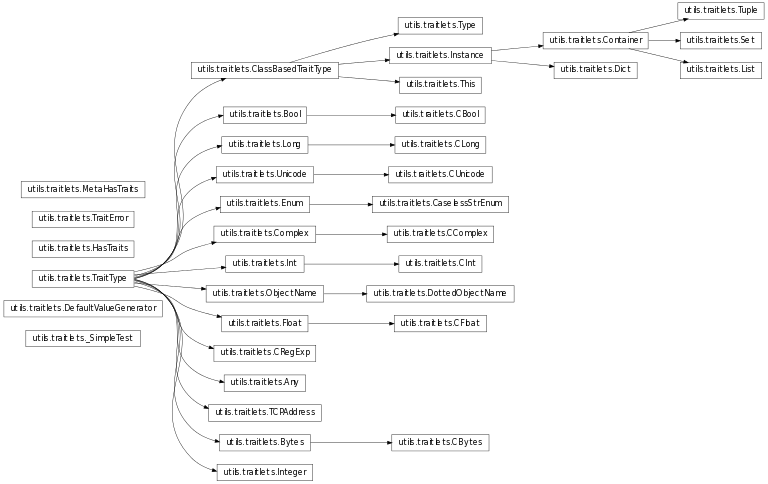 utils.traitlets.Tuple
utils.traitlets.Type
utils.traitlets.Container
utils.traitlets.Set
utils.traitlets.Instance
utils.traitlets.ClassBasedTraitType
utils.traitlets.Dict
utils.traitlets.List
utils.traitlets.This
utils.traitlets.Bool
utils.traitlets.CBool
utils.traitlets.Long
utils.traitlets.CLong
utils.traitlets.Unicode
utils.traitlets.CUnicode
utils.traitlets.MetaHasTraits
utils.traitlets.Enum
utils.traitlets.CaselessStrEnum
utils.traitlets.TraitError
utils.traitlets.Complex
utils.traitlets.CComplex
utils.traitlets.HasTraits
utils.traitlets.Int
utils.traitlets.CInt
utils.traitlets.TraitType
utils.traitlets.ObjectName
utils.traitlets.DottedObjectName
utils.traitlets.DefaultValueGenerator
utils.traitlets.Float
utils.traitlets.CFloat
utils.traitlets._SimpleTest
utils.traitlets.CRegExp
utils.traitlets.Any
utils.traitlets.TCPAddress
utils.traitlets.Bytes
utils.traitlets.CBytes
utils.traitlets.Integer